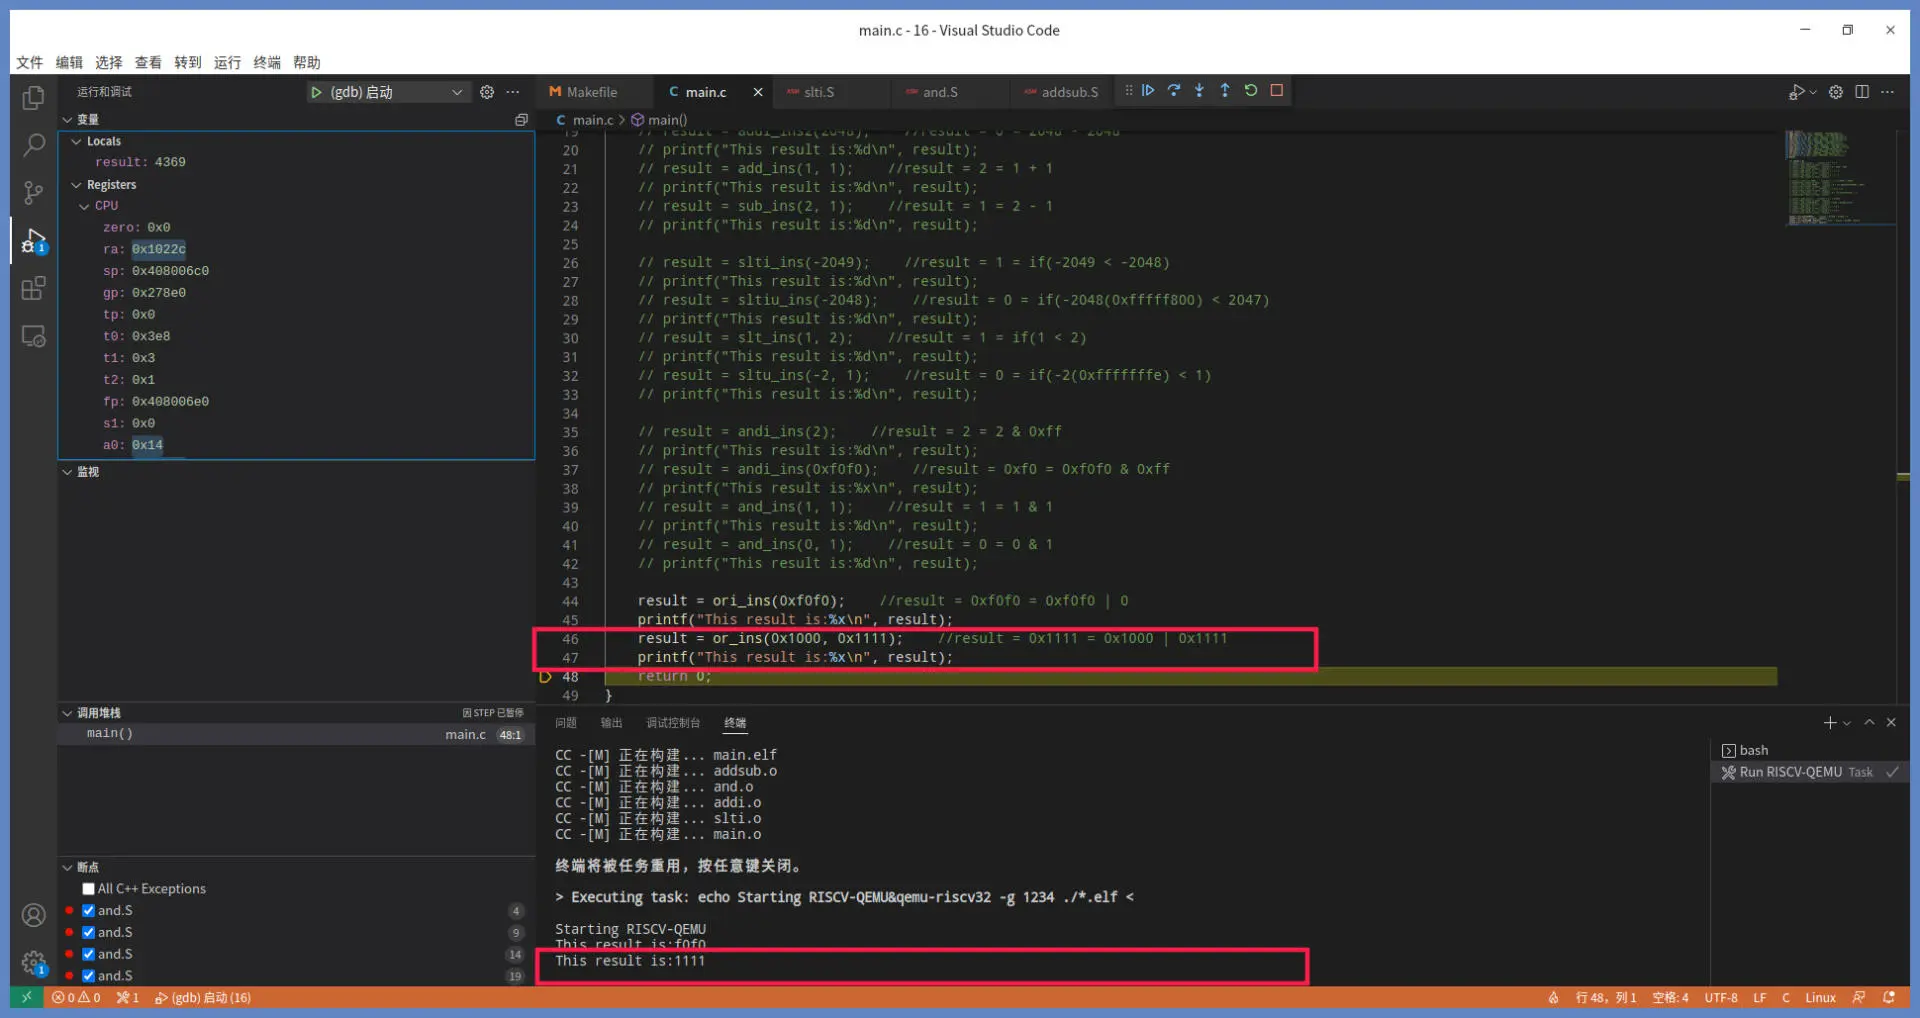 main.c - 16 - Visual Studio Code
文件 编辑 选择 查看 转到 运行 终端 帮助
运行和调试 (gdb) 启动 ···
Makefile main.c slti.S and.S addsub.S
变量
main.c > main()
Locals
result: 4369
Registers
CPU
zero: 0x0
ra: 0x1022c
sp: 0x408006c0
gp: 0x278e0
tp: 0x0
t0: 0x3e8
t1: 0x3
t2: 0x1
fp: 0x408006e0
s1: 0x0
a0: 0x14
监视
调用堆栈 因 STEP 已暂停
main() main.c 48:1
断点
All C++ Exceptions
and.S 4
and.S 9
and.S 14
and.S 19
19 // result = addi_ins2(2048); //result = 0 = 2048 - 2048
20 // printf("This result is:%d\n", result);
21 // result = add_ins(1, 1); //result = 2 = 1 + 1
22 // printf("This result is:%d\n", result);
23 // result = sub_ins(2, 1); //result = 1 = 2 - 1
24 // printf("This result is:%d\n", result);
25
26 // result = slti_ins(-2049); //result = 1 = if(-2049 < -2048)
27 // printf("This result is:%d\n", result);
28 // result = sltiu_ins(-2048); //result = 0 = if(-2048(0xfffff800) < 2047)
29 // printf("This result is:%d\n", result);
30 // result = slt_ins(1, 2); //result = 1 = if(1 < 2)
31 // printf("This result is:%d\n", result);
32 // result = sltu_ins(-2, 1); //result = 0 = if(-2(0xfffffffe) < 1)
33 // printf("This result is:%d\n", result);
34
35 // result = andi_ins(2); //result = 2 = 2 & 0xff
36 // printf("This result is:%d\n", result);
37 // result = andi_ins(0xf0f0); //result = 0xf0 = 0xf0f0 & 0xff
38 // printf("This result is:%x\n", result);
39 // result = and_ins(1, 1); //result = 1 = 1 & 1
40 // printf("This result is:%d\n", result);
41 // result = and_ins(0, 1); //result = 0 = 0 & 1
42 // printf("This result is:%d\n", result);
43
44 result = ori_ins(0xf0f0); //result = 0xf0f0 = 0xf0f0 | 0
45 printf("This result is:%x\n", result);
46 result = or_ins(0x1000, 0x1111); //result = 0x1111 = 0x1000 | 0x1111
47 printf("This result is:%x\n", result);
48 return 0;
49 }
问题 输出 调试控制台 终端
CC -[M] 正在构建... main.elf
CC -[M] 正在构建... addsub.o
CC -[M] 正在构建... and.o
CC -[M] 正在构建... addi.o
CC -[M] 正在构建... slti.o
CC -[M] 正在构建... main.o
终端将被任务重用，按任意键关闭。
> Executing task: echo Starting RISCV-QEMU&qemu-riscv32 -g 1234 ./*.elf <
Starting RISCV-QEMU
This result is:f0f0
This result is:1111
bash
Run RISCV-QEMU Task
0 0 1 (gdb) 启动 (16) 行 48，列 1 空格: 4 UTF-8 LF C Linux